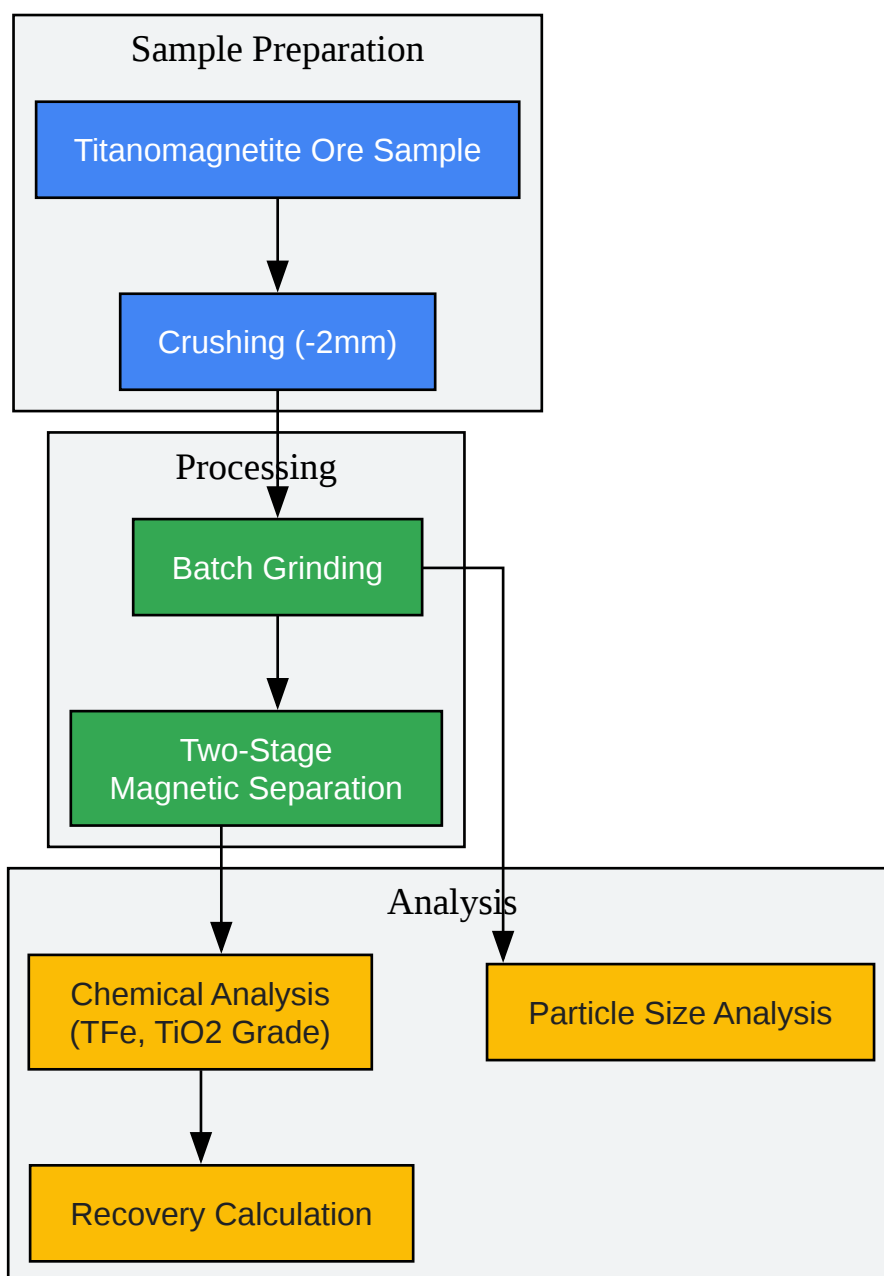 Sample Preparation
Titanomagnetite Ore Sample
Crushing (-2mm)
Processing
Batch Grinding
Two-Stage
Magnetic Separation
Analysis
Chemical Analysis
(TFe, TiO2 Grade)
Particle Size Analysis
Recovery Calculation